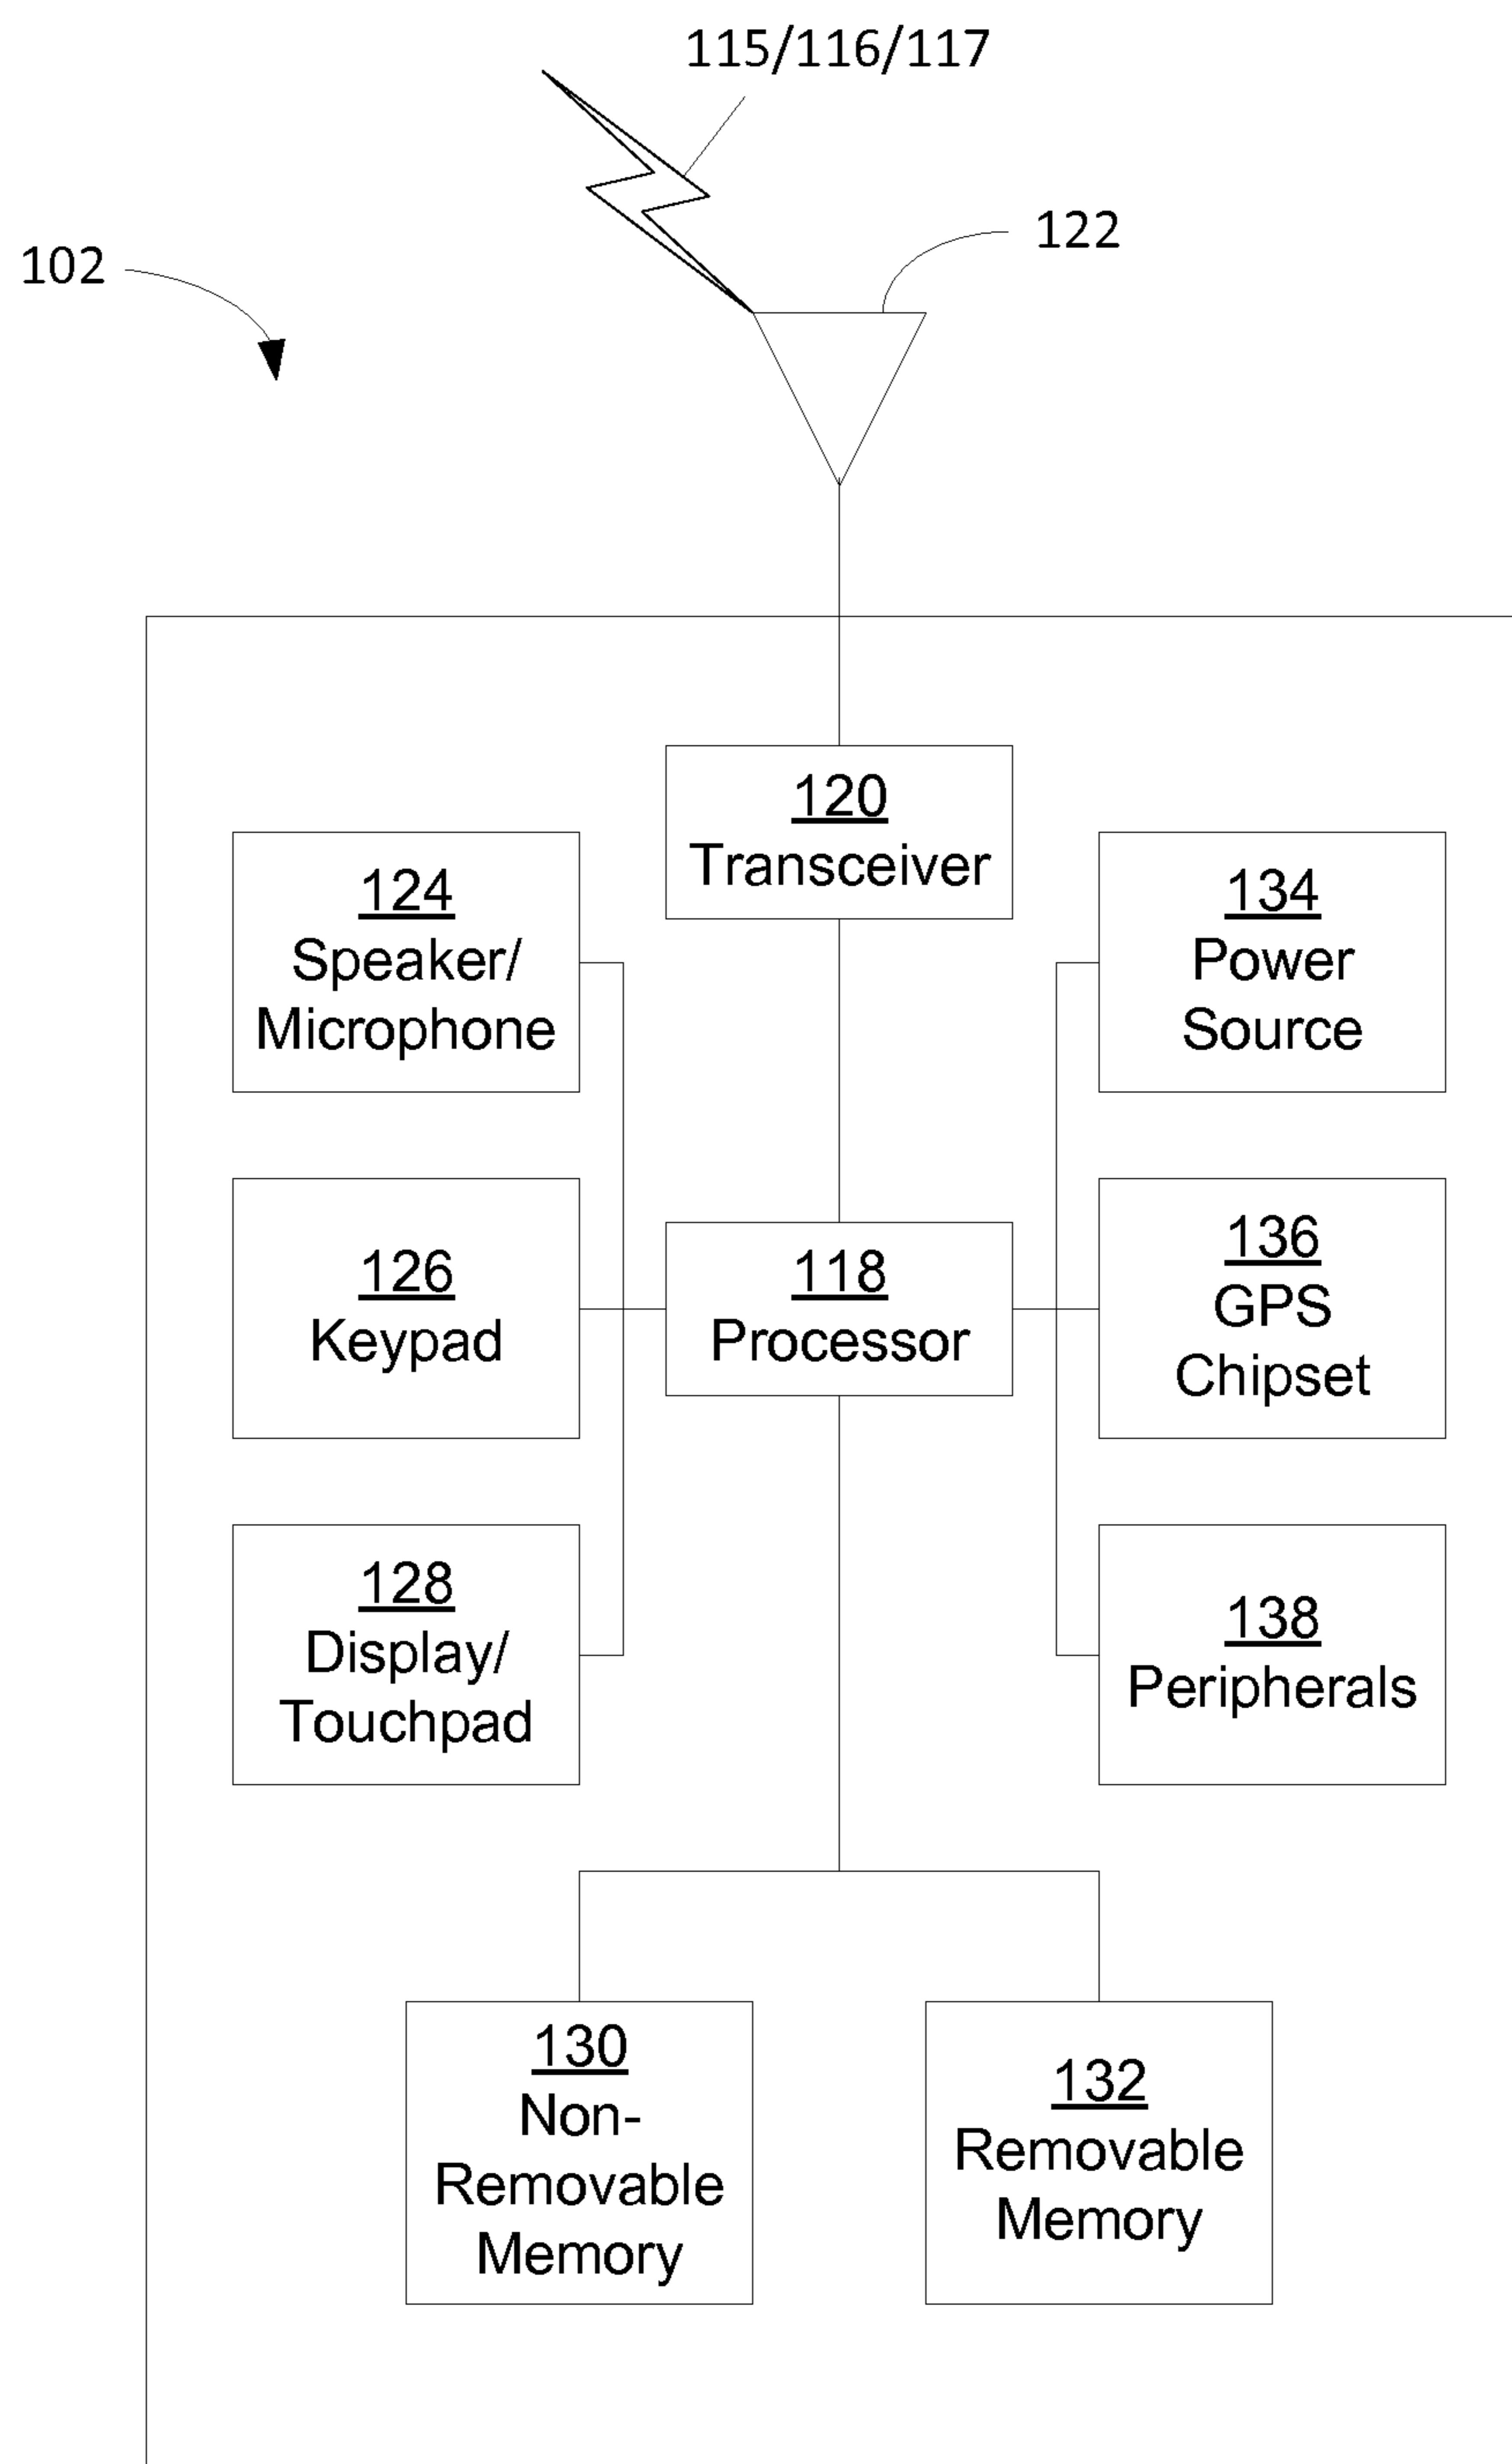 115/116/117
122
102
120
Transceiver
124
Speaker/
Microphone
134
Power
Source
126
Keypad
118
Processor
136
GPS
Chipset
128
Display/
Touchpad
138
Peripherals
130
Non-
Removable
Memory
132
Removable
Memory